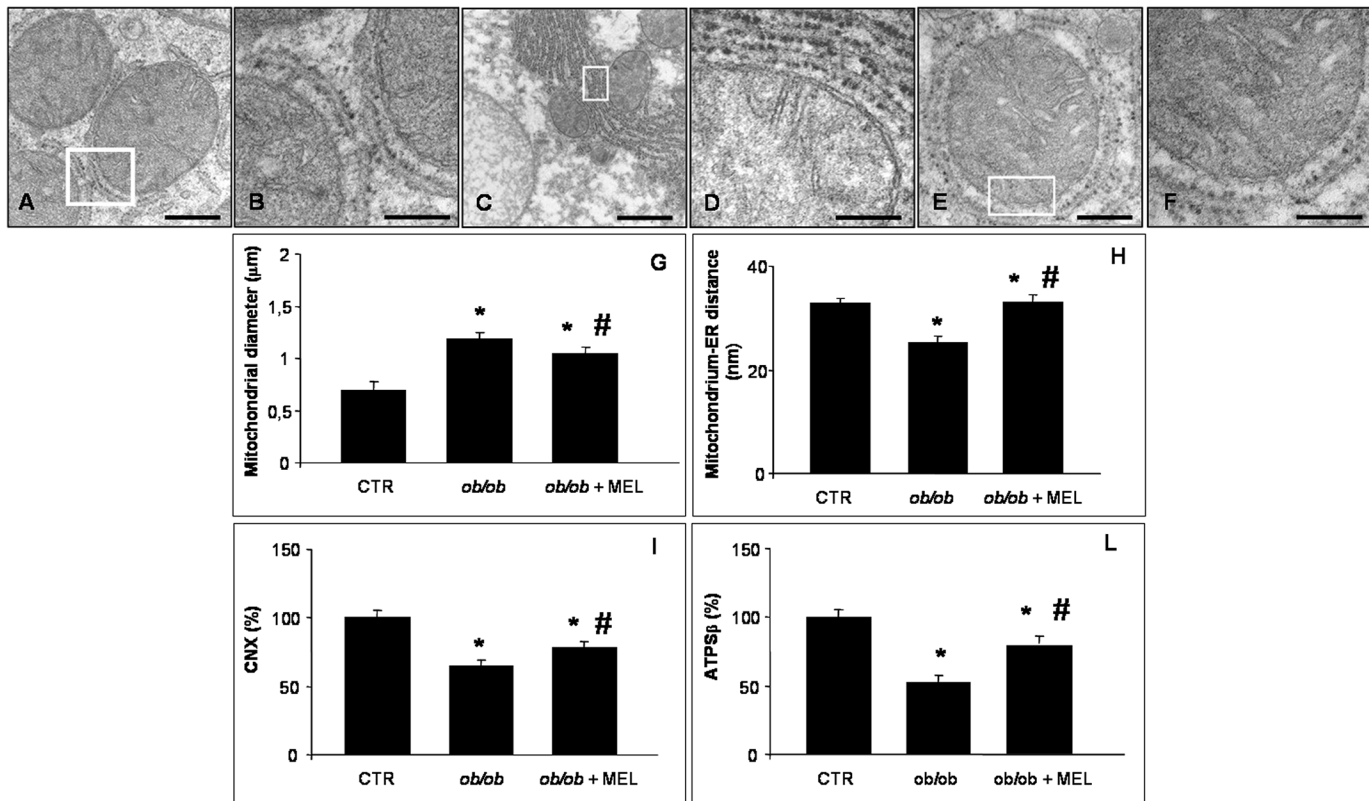 A
B
C
D
E
F
G
Mitochondrial diameter (μm)
2
1,5
1
0,5
0
*
* #
CTR
ob/ob
ob/ob + MEL
H
Mitochondrium-ER distance
(nm)
40
20
0
*
* #
CTR
ob/ob
ob/ob + MEL
I
CNX (%)
150
100
50
0
*
* #
CTR
ob/ob
ob/ob + MEL
L
ATPSβ (%)
150
100
50
0
*
* #
CTR
ob/ob
ob/ob + MEL